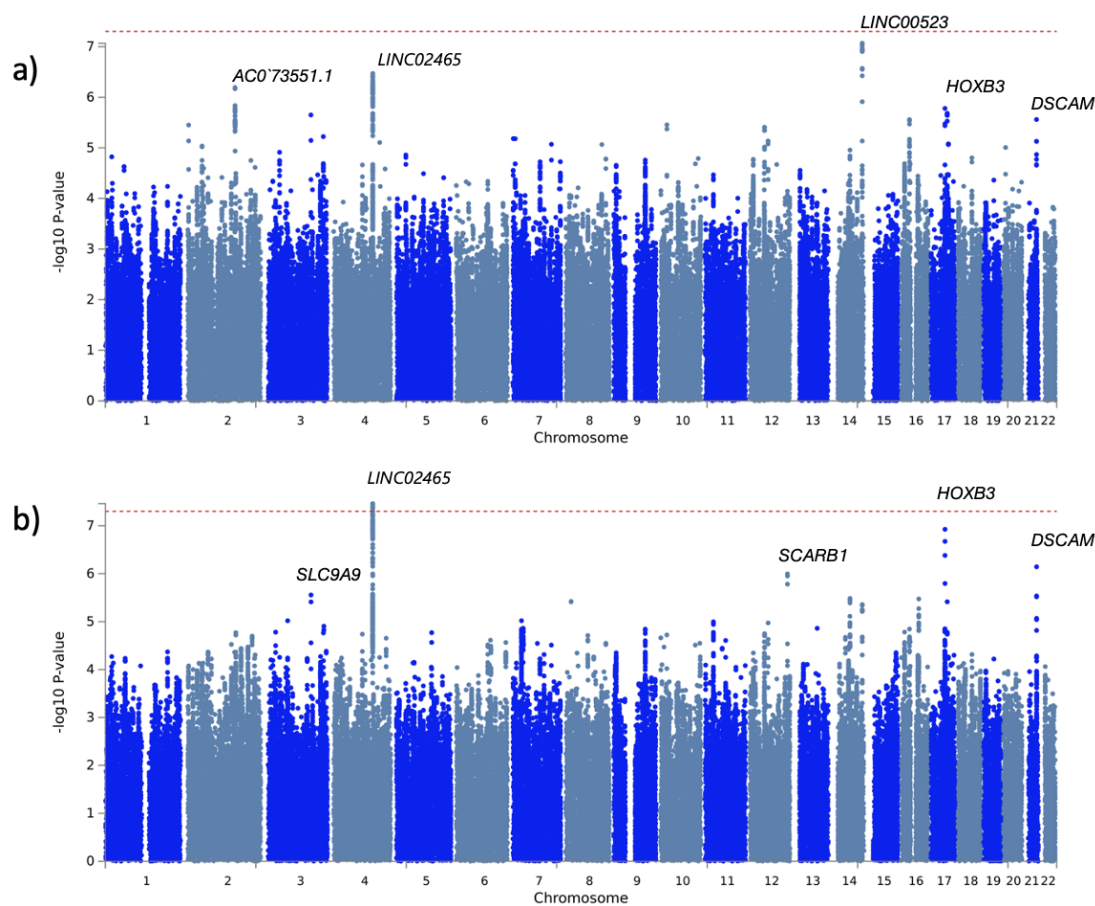 a)
LINC00523
LINC02465
AC0`73551.1
HOXB3
DSCAM
-log10 P-value
7
6
5
4
3
2
1
0
1 2 3 4 5 6 7 8 9 10 11 12 13 14 15 16 17 18 19 20 21 22
Chromosome
b)
LINC02465
HOXB3
DSCAM
SCARB1
SLC9A9
-log10 P-value
7
6
5
4
3
2
1
0
1 2 3 4 5 6 7 8 9 10 11 12 13 14 15 16 17 18 19 20 21 22
Chromosome